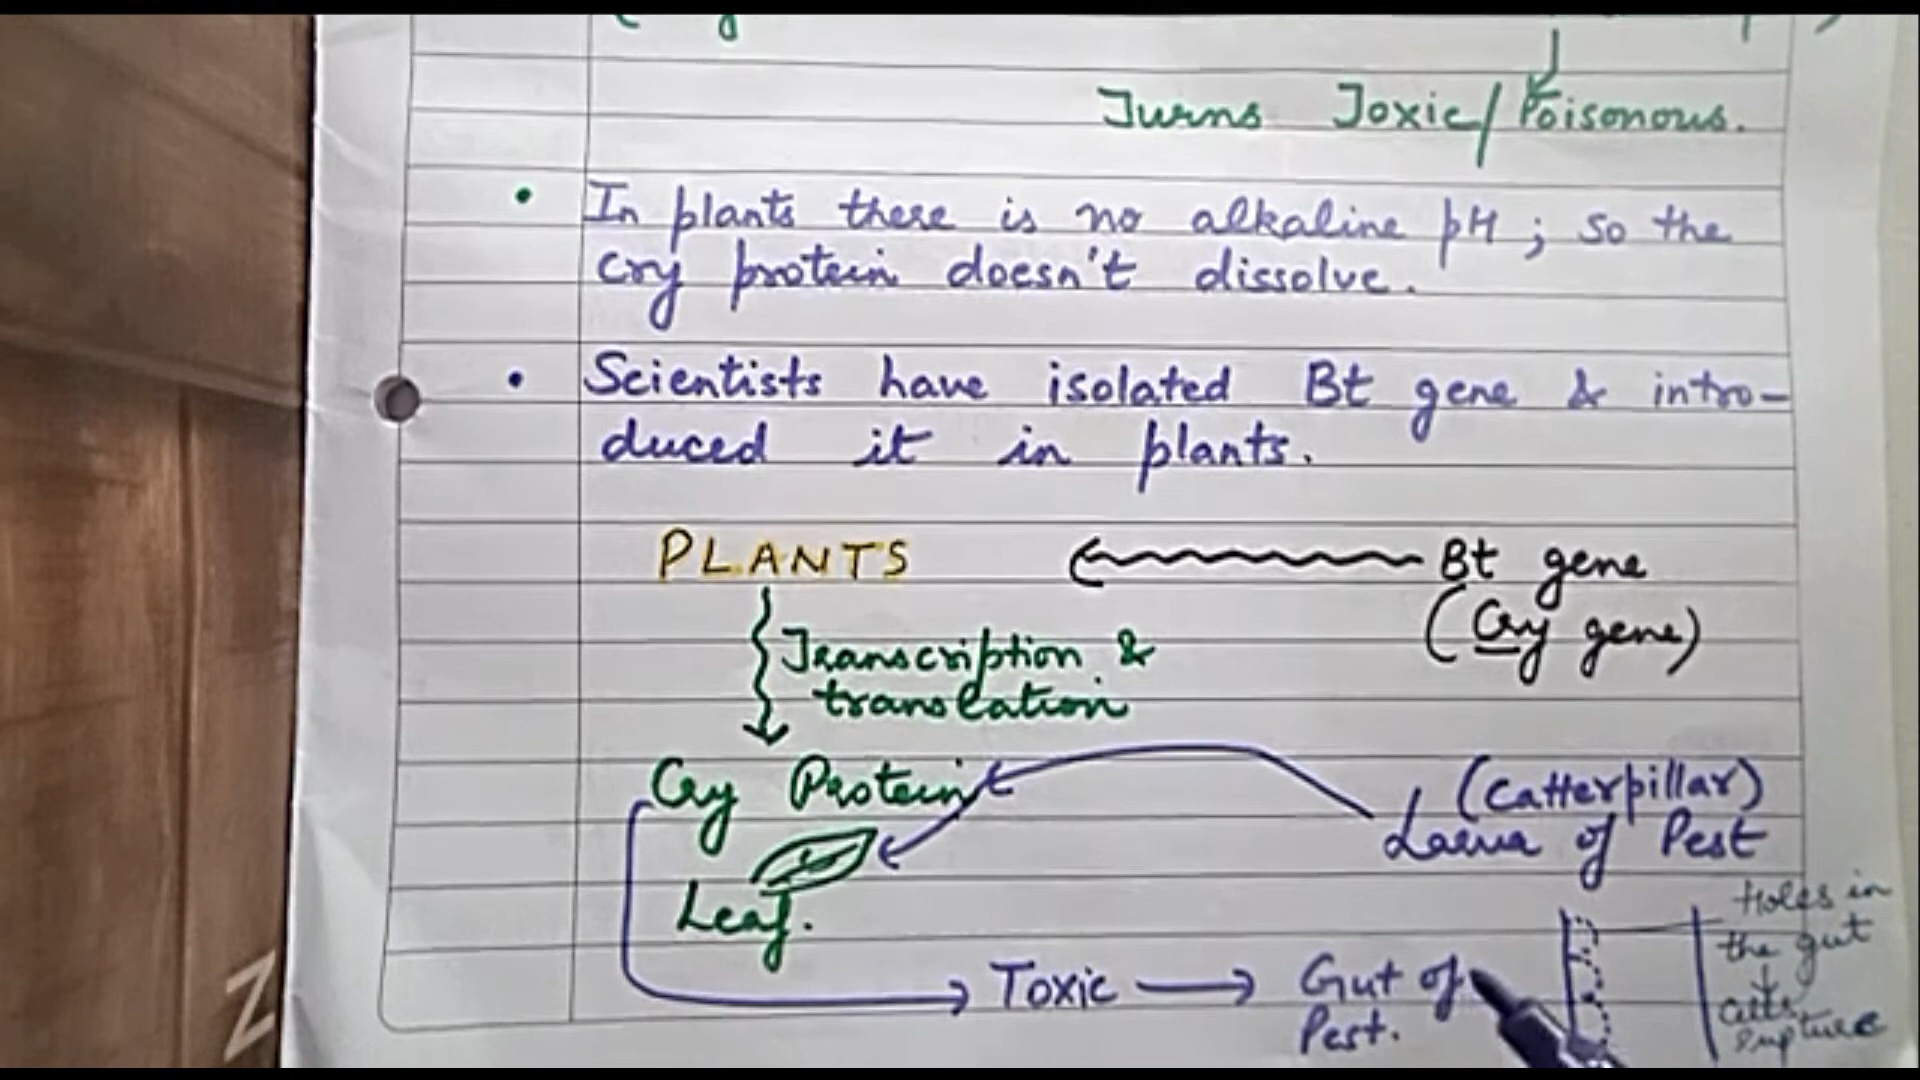 Turns Toxic/Poisonous.
• In plants there is no alkaline pH ; so the
cry protein doesn't dissolve.
• Scientists have isolated Bt gene & intro-
duced it in plants.
PLANTS Bt gene
(Cry gene)
Transcription &
translation
Cry Protein (Catterpillar)
Larva of Pest
Leaf.
Holes in
the gut
Toxic Gut of
Pest.
Cells
rupture
Z